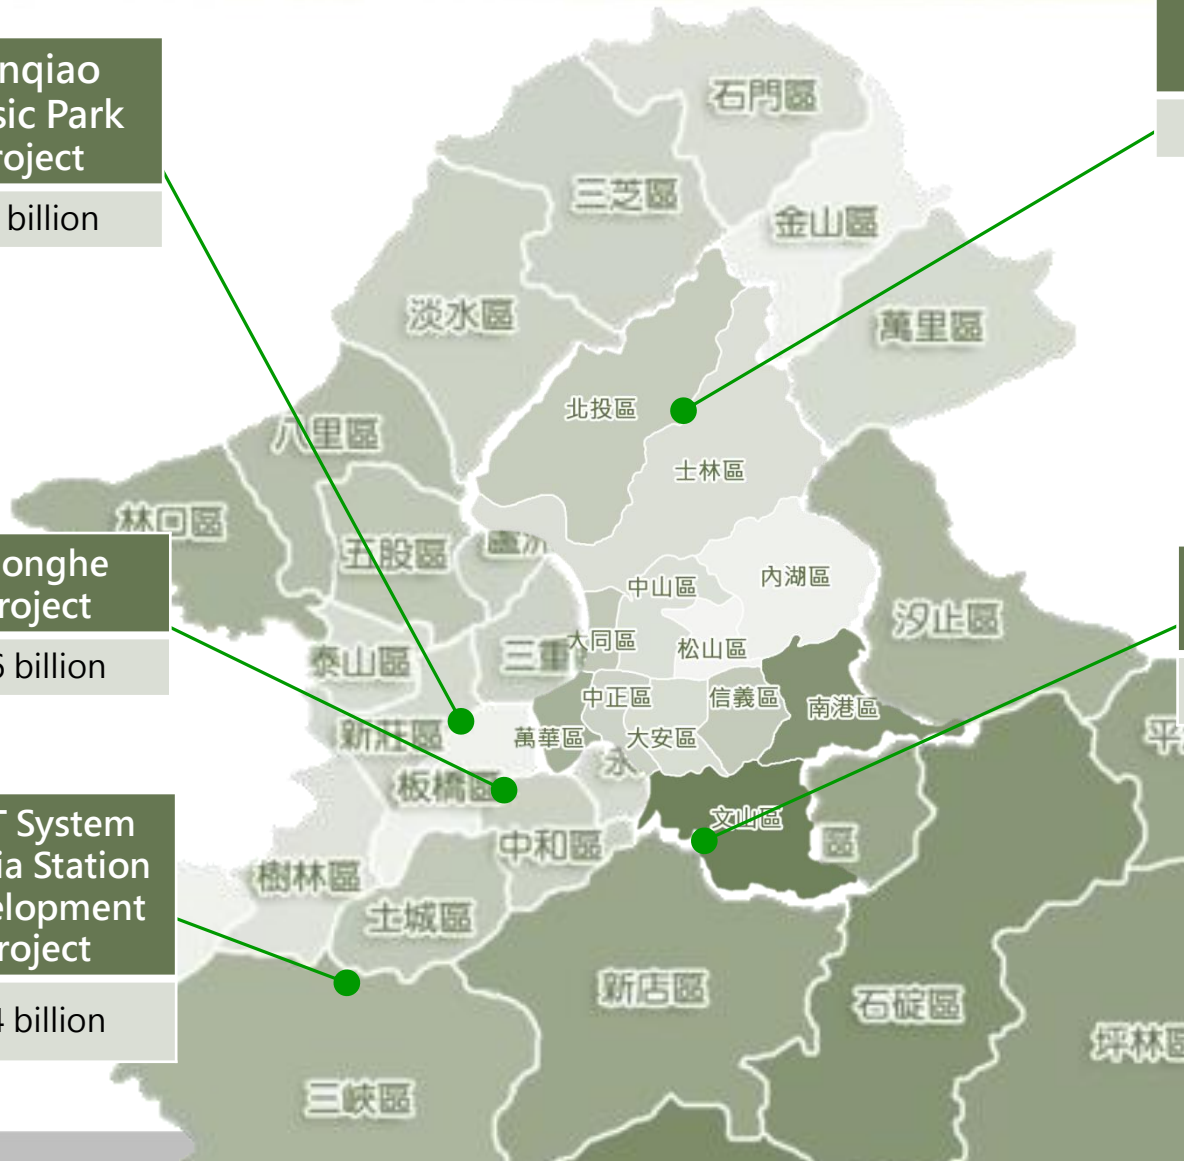 nqiao
sic Park
roject
billion
石門區
三芝區
金山區
淡水區
萬里區
北投區
八里區
士林區
林口區
五股區
蘆洲
內湖區
中山區
onghe
roject
6 billion
汐止區
大同區
松山區
泰山區
三重
中正區
信義區
南港區
新莊區
萬華區
大安區
平
永
板橋區
文山區
中和區
區
T System
ia Station
elopment
roject
4 billion
樹林區
土城區
新店區
石碇區
坪林區
三峽區